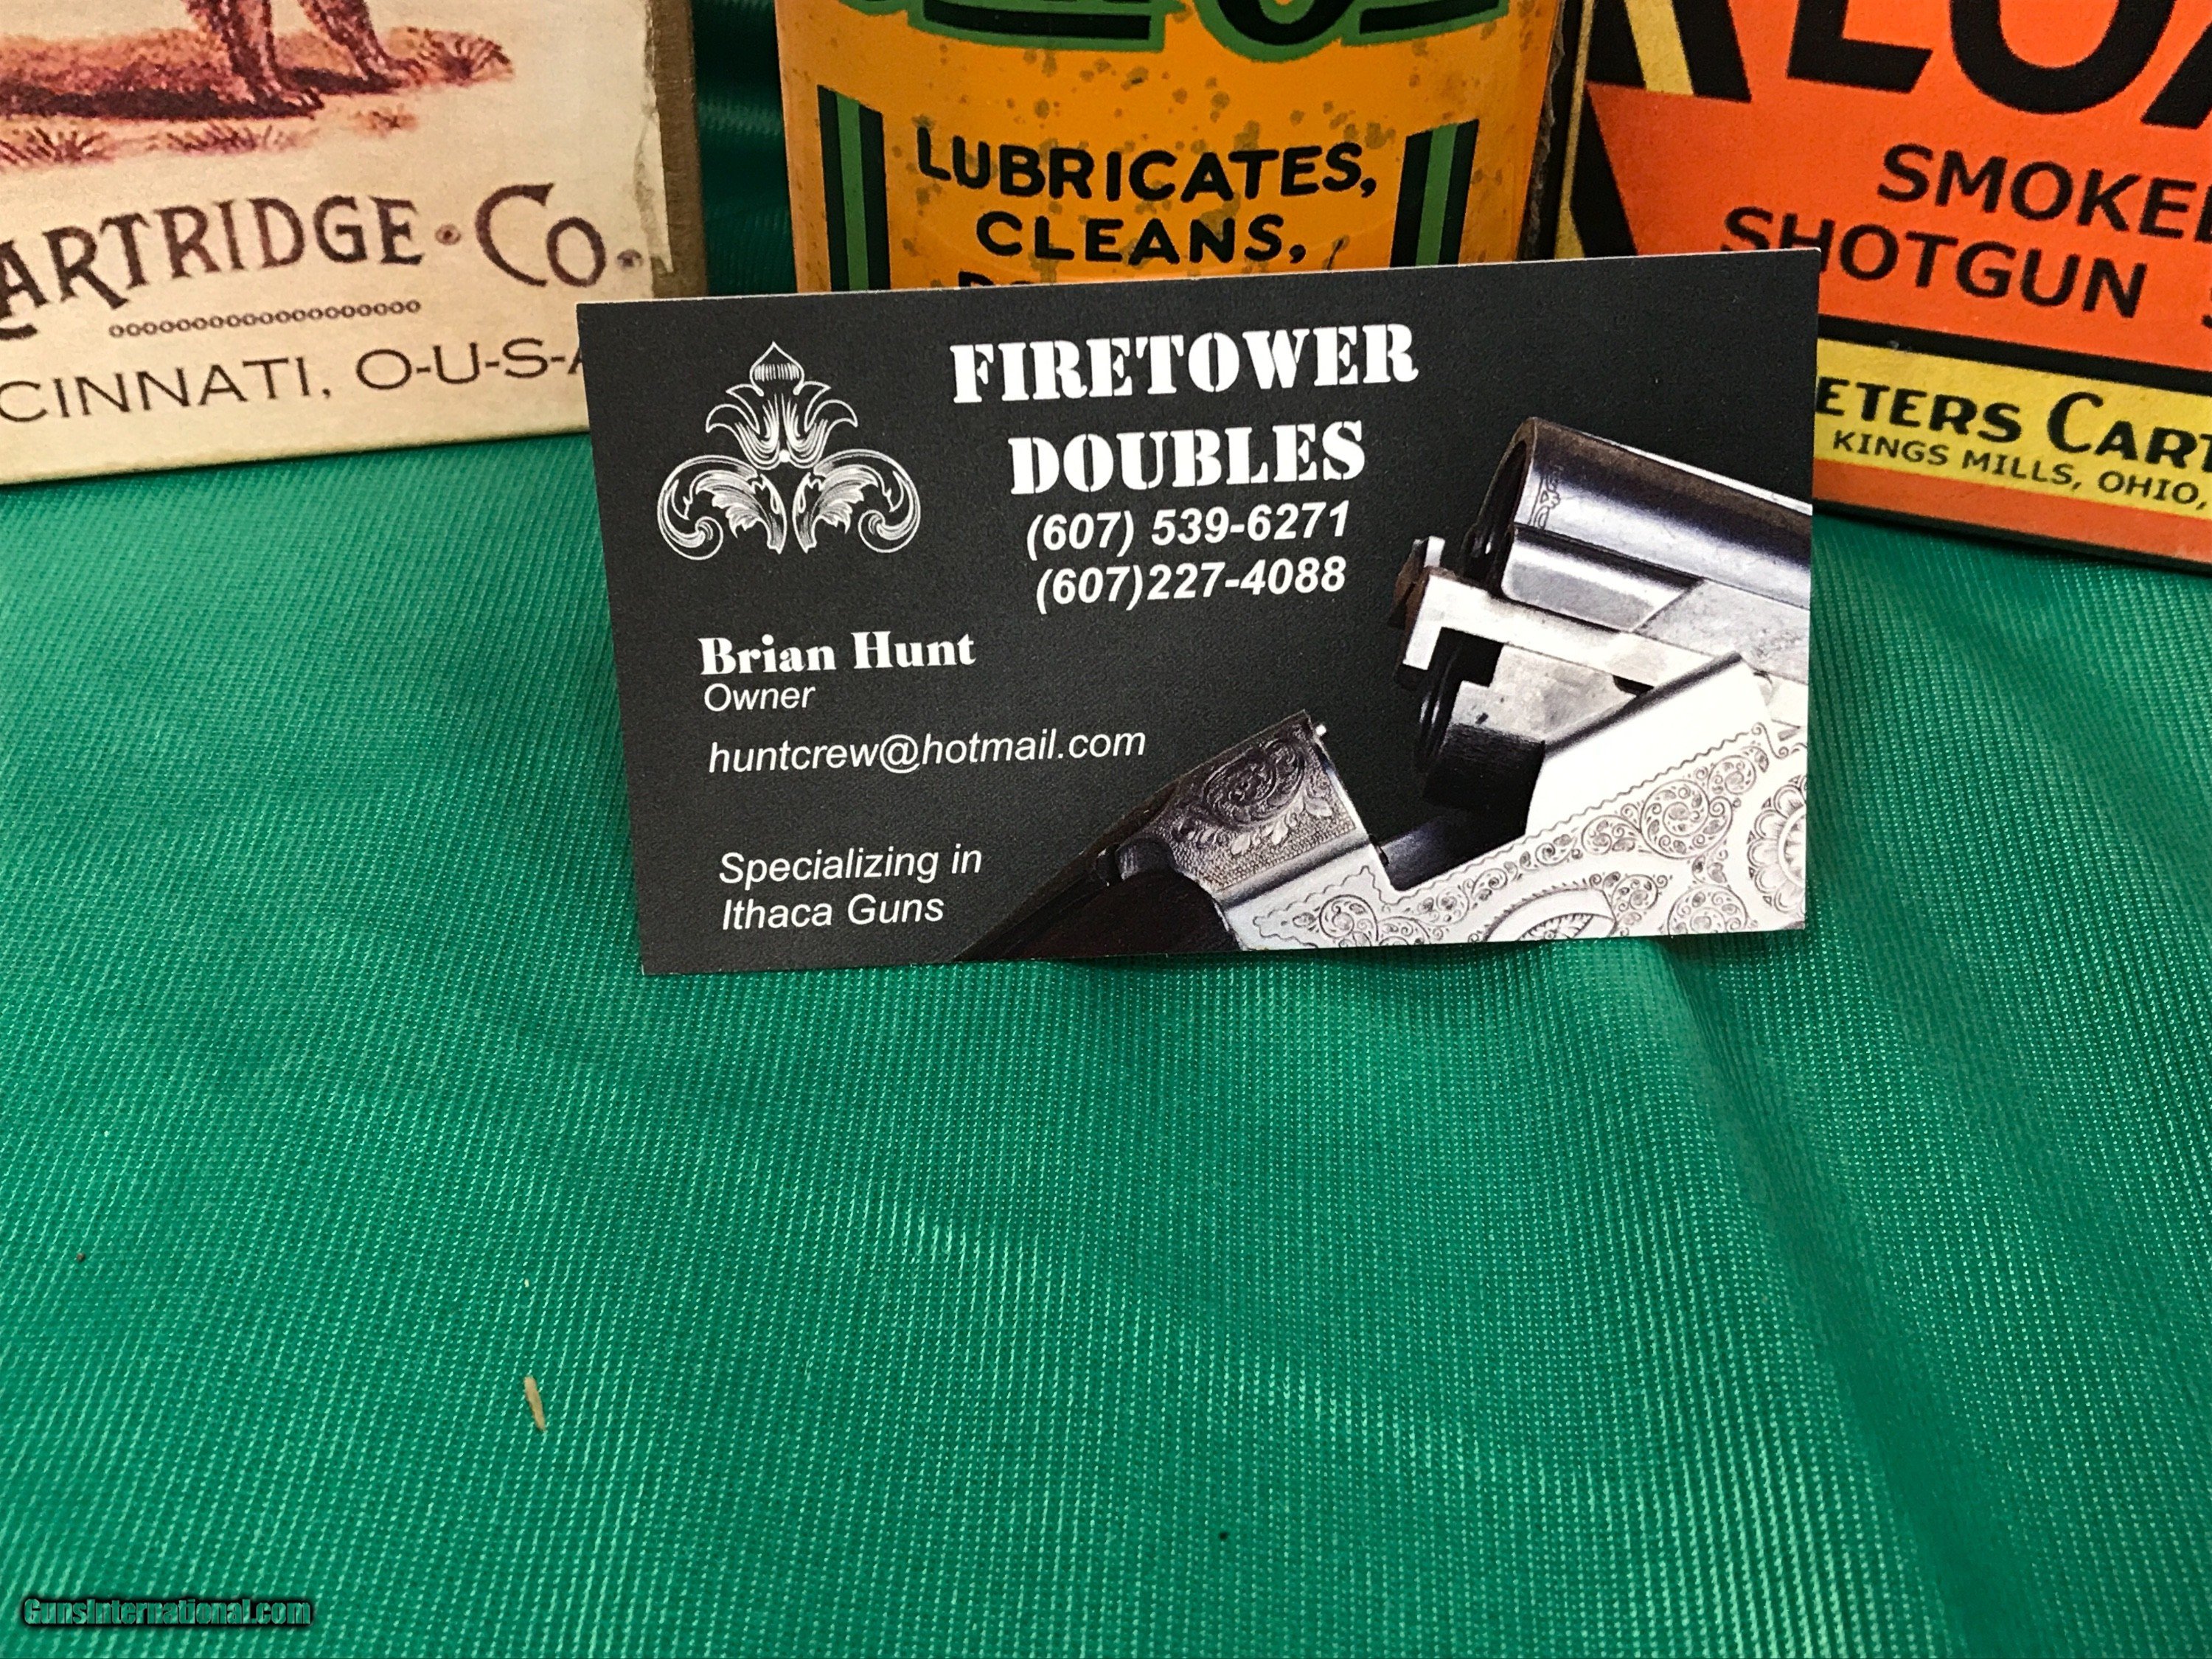 ARTRIDGE · CO.
CINNATI, O-U-S-A
LUBRICATES,
CLEANS,
SMOKE
SHOTGUN
ETERS CART
KINGS MILLS, OHIO,
FIRETOWER
DOUBLES
(607) 539-6271
(607)227-4088
Brian Hunt
Owner
huntcrew@hotmail.com
Specializing in
Ithaca Guns
GunsInternational.com